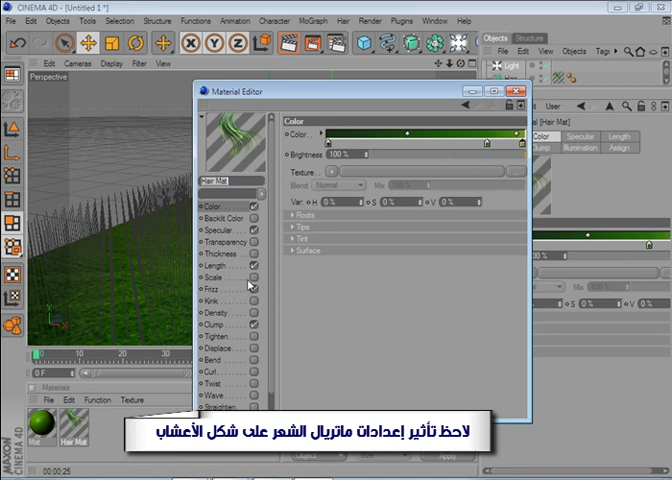 CINEMA 4D - [Untitled 1 *]
File Edit Objects Tools Selection Structure Functions Animation Character MoGraph Hair Render Plugins Window Help
Objects Structure
File Edit View Objects Tags
Light
Edit Cameras Display Filter View
Perspective
Material Editor
Hair Mat
Color
Backlit Color
Specular
Transparency
Thickness
Length
Scale
Frizz
Kink
Density
Clump
Tighten
Displace
Bend
Curl
Twist
Wave
Straighten
Color
Color
Brightness 100 %
Texture
Blend Normal Mix 100 %
Var: H 0 % S 0 % V 0 %
Roots
Tips
Tint
Surface
User
[Hair Mat]
Color Specular Length
Clump Illumination Assign
0 10 20 30
0 F 0 F
Materials
File Edit Function Texture
Mat Hair Mat
لاحظ تأثير إعدادات ماتريال الشعر على شكل الأعشاب
Apply
00:00:25
MAXON
CINEMA 4D